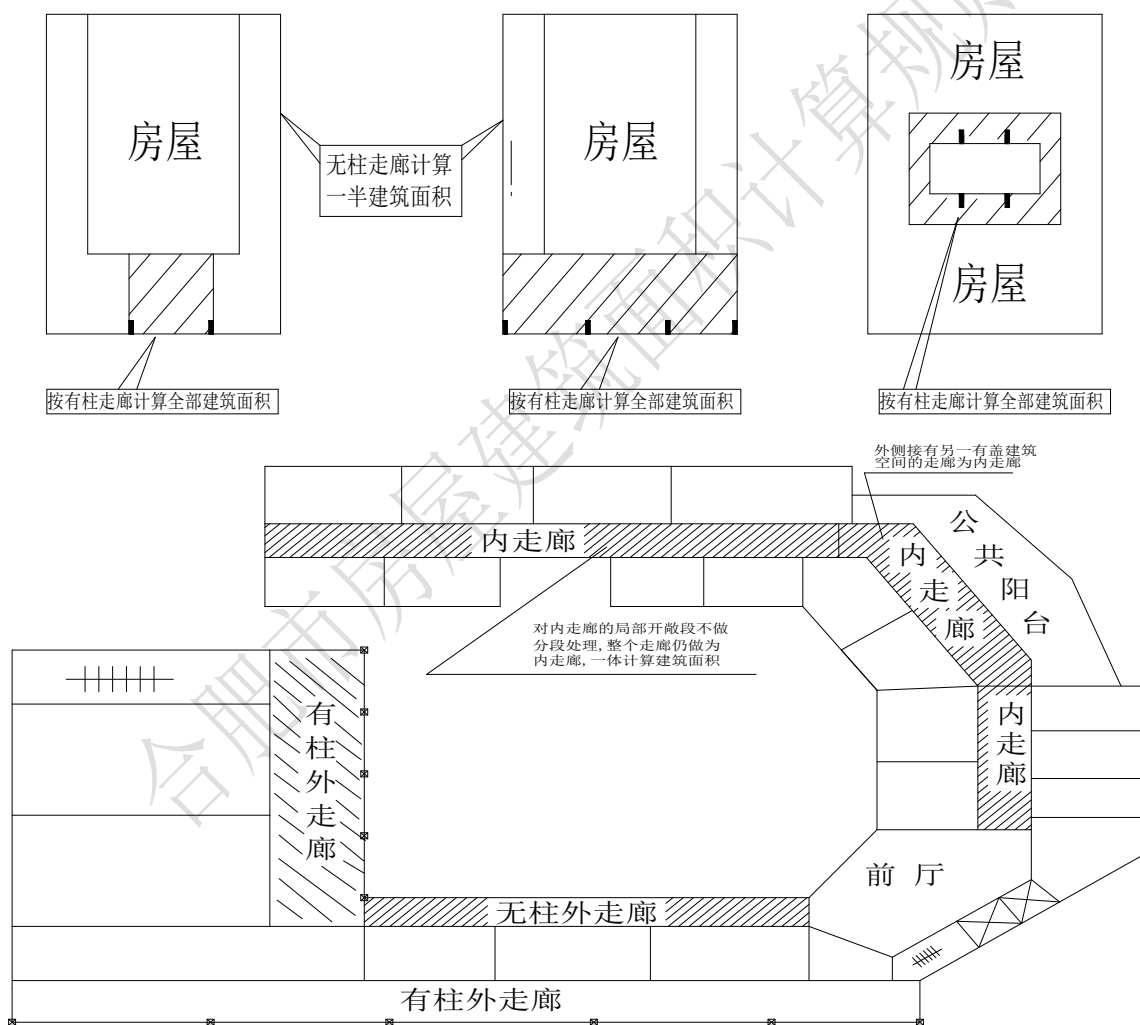 房屋
房屋
房屋
无柱走廊计算
一半建筑面积
房屋
按有柱走廊计算全部建筑面积
按有柱走廊计算全部建筑面积
按有柱走廊计算全部建筑面积
外侧接有另一有盖建筑
空间的走廊为内走廊
内走廊
内走廊
公共阳台
对内走廊的局部开敞段不做
分段处理,整个走廊仍做为
内走廊,一体计算建筑面积
有柱外走廊
内走廊
前厅
无柱外走廊
有柱外走廊
合肥市房屋建筑面积计算规则